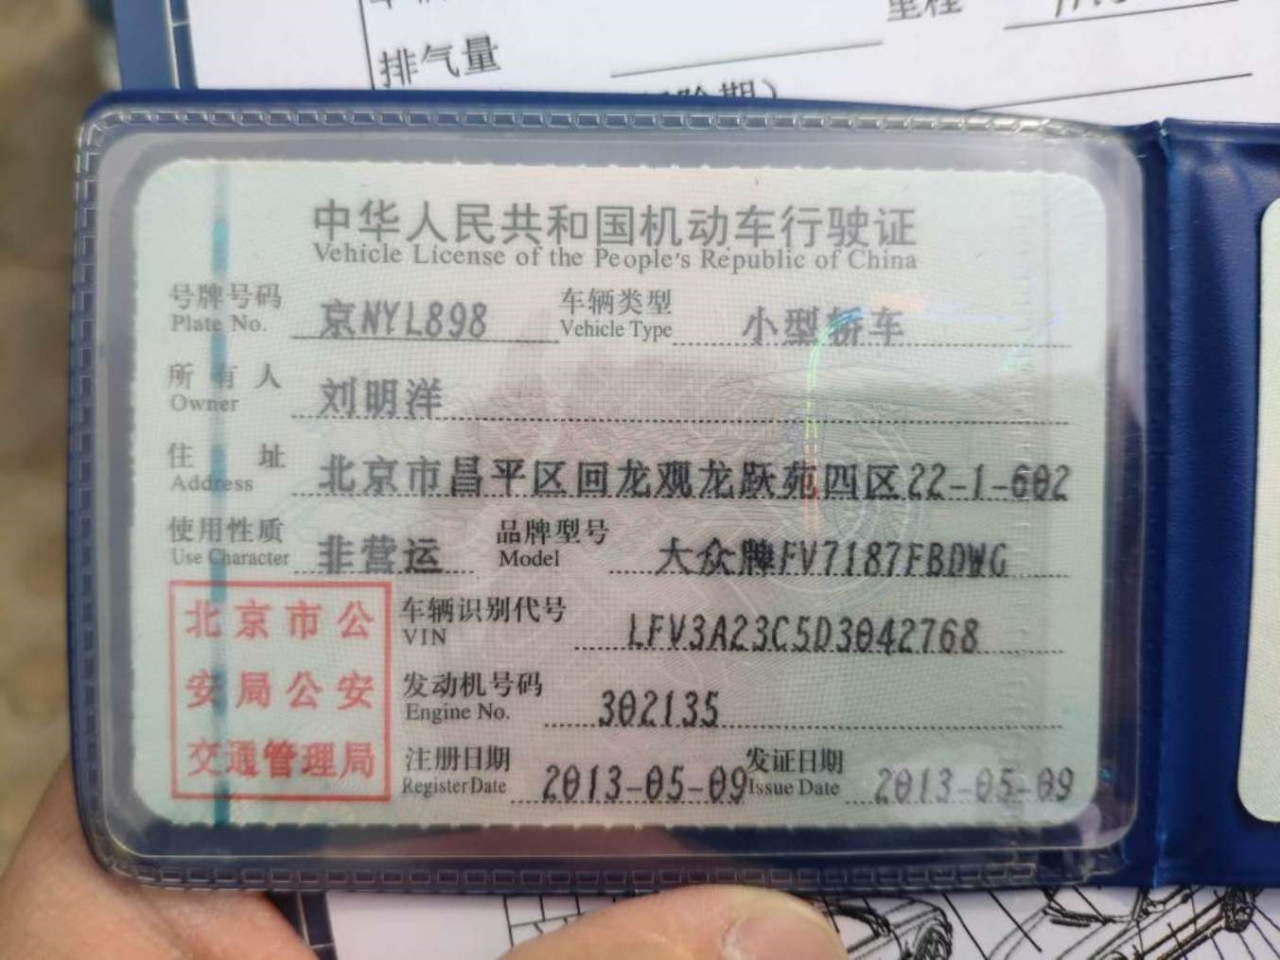 排气量
中华人民共和国机动车行驶证
Vehicle License of the People's Republic of China
号牌号码 京NYL898 车辆类型 小型轿车
Plate No. Vehicle Type
所有人 刘明洋
Owner
住址 北京市昌平区回龙观龙跃苑四区22-1-602
Address
使用性质 非营运 品牌型号 大众牌FV7187FBDWG
Use Character Model
北京市公
安局公安
交通管理局
车辆识别代号 LFV3A23C5D3042768
VIN
发动机号码 302135
Engine No.
注册日期 2013-05-09 发证日期 2013-05-09
Register Date Issue Date